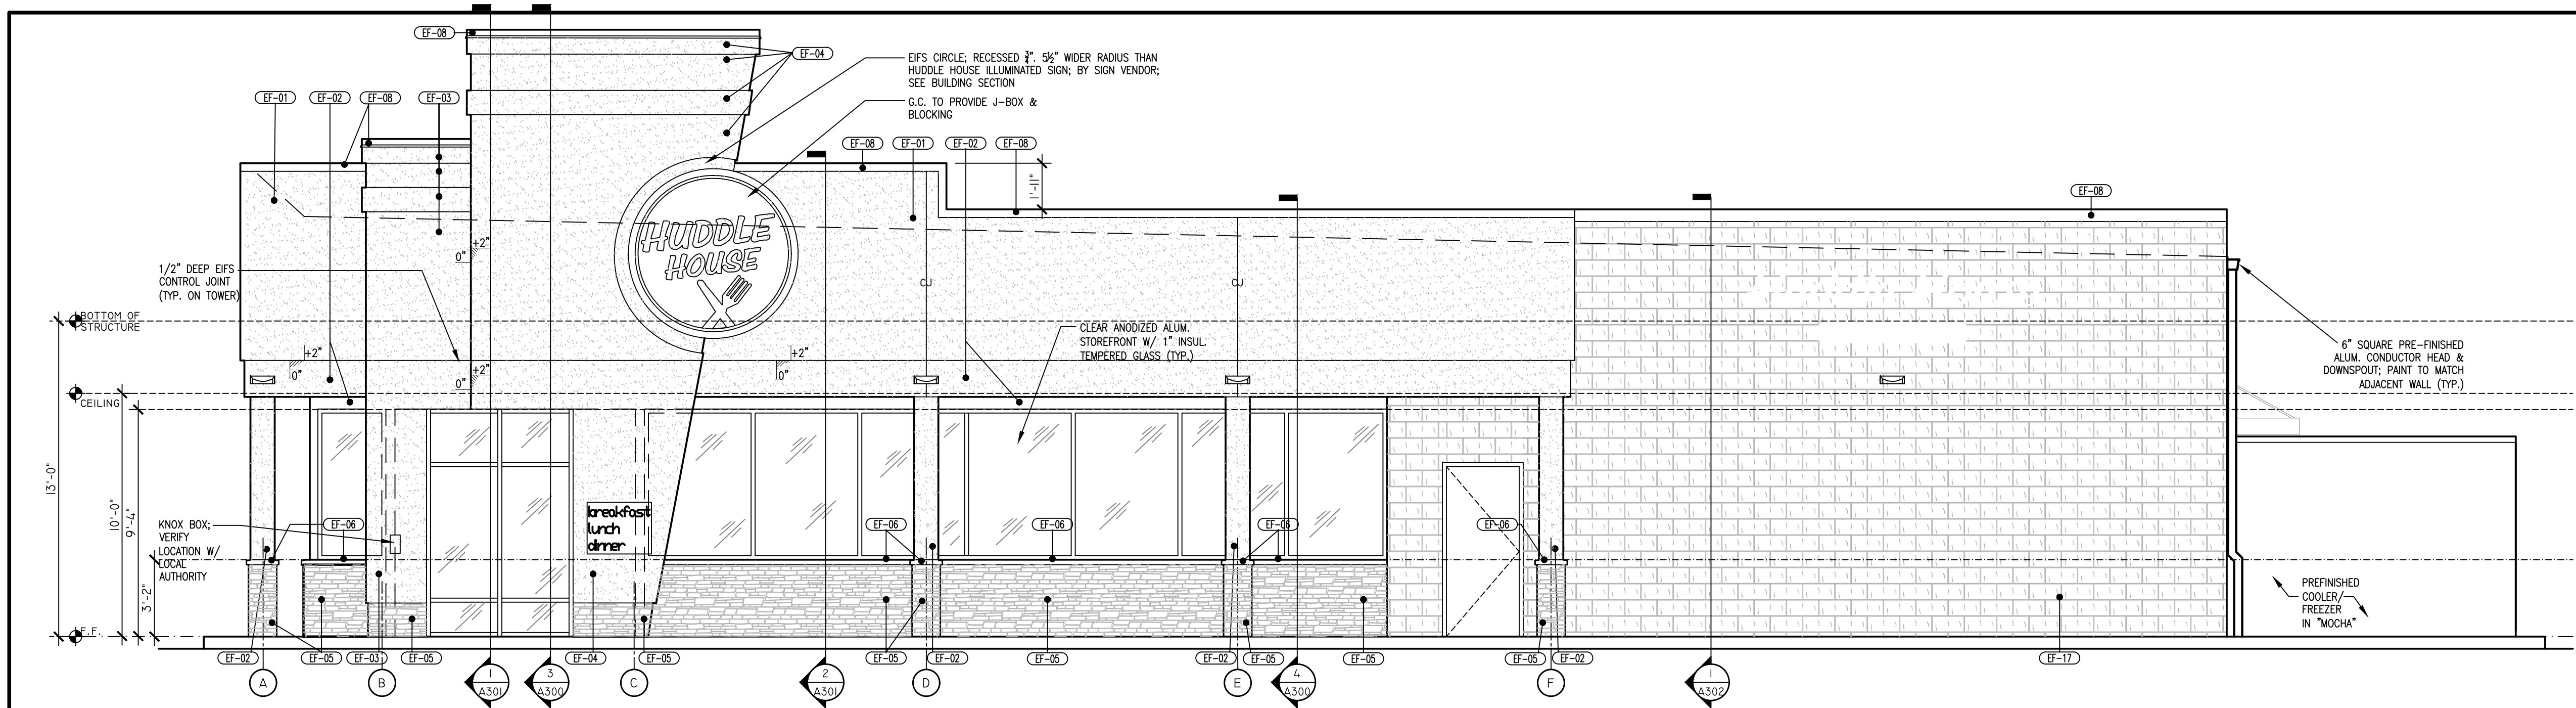 EF-08
EF-04
EIFS CIRCLE; RECESSED 3/4". 5½" WIDER RADIUS THAN
HUDDLE HOUSE ILLUMINATED SIGN; BY SIGN VENDOR;
SEE BUILDING SECTION
G.C. TO PROVIDE J-BOX &
BLOCKING
EF-01
EF-02
EF-08
EF-03
EF-08
EF-01
EF-02
EF-08
1'-11"
EF-08
HUDDLE
HOUSE
+2"
0"
1/2" DEEP EIFS
CONTROL JOINT
(TYP. ON TOWER)
CJ
CJ
BOTTOM OF
STRUCTURE
CLEAR ANODIZED ALUM.
STOREFRONT W/ 1" INSUL.
TEMPERED GLASS (TYP.)
6" SQUARE PRE-FINISHED
ALUM. CONDUCTOR HEAD &
DOWNSPOUT; PAINT TO MATCH
ADJACENT WALL (TYP.)
+2"
0"
+2"
0"
+2"
0"
CEILING
13'-0"
10'-0"
9'-4"
3'-2"
KNOX BOX;
VERIFY
LOCATION W/
LOCAL
AUTHORITY
EF-06
breakfast
lunch
dinner
EF-06
EF-06
EF-06
EF-06
PREFINISHED
COOLER/
FREEZER
IN "MOCHA"
F.F.
EF-02
EF-05
EF-03
EF-05
EF-04
EF-05
EF-05
EF-02
EF-05
EF-02
EF-05
EF-05
EF-05
EF-02
EF-17
A
B
1
A301
3
A300
C
2
A301
D
E
4
A300
F
1
A302